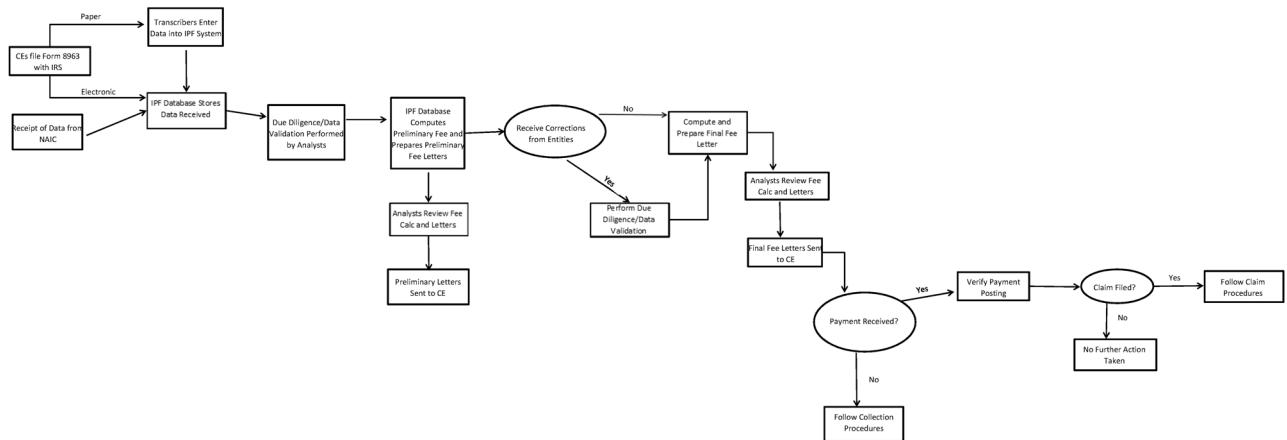 Paper
Transcribers Enter
Data into IPF System
CEs file Form 8963
with IRS
Electronic
IPF Database Stores
Data Received
Receipt of Data from
NAIC
Due Diligence/Data
Validation Performed
by Analysts
IPF Database
Computes
Preliminary Fee and
Prepares Preliminary
Fee Letters
Analysts Review Fee
Calc and Letters
Preliminary Letters
Sent to CE
Receive Corrections
from Entities
No
Yes
Perform Due
Diligence/Data
Validation
Compute and
Prepare Final Fee
Letter
Analysts Review Fee
Calc and Letters
Final Fee Letters Sent
to CE
Payment Received?
Yes
No
Follow Collection
Procedures
Verify Payment
Posting
Claim Filed?
Yes
Follow Claim
Procedures
No
No Further Action
Taken